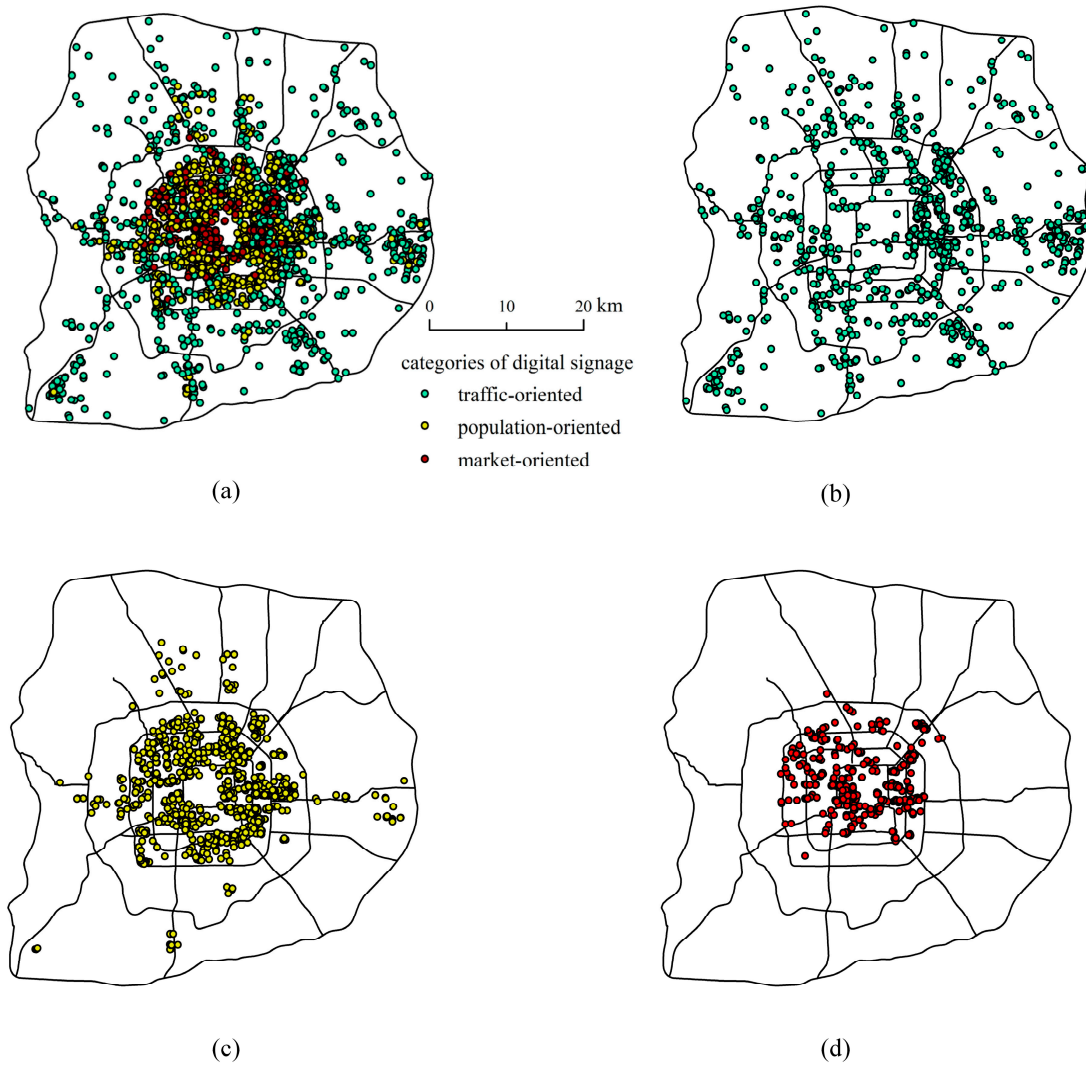 0 10 20 km
categories of digital signage
traffic-oriented
population-oriented
market-oriented
(a)
(b)
(c)
(d)